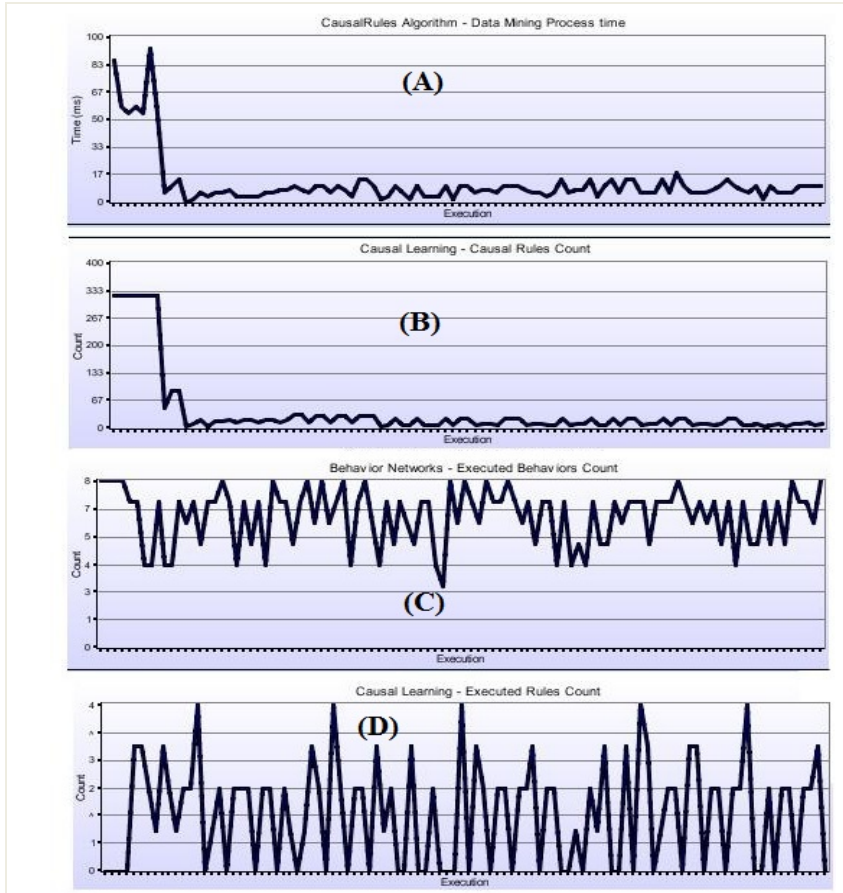 CausalRules Algorithm - Data Mining Process time
(A)
Time (ms)
100
83
67
50
33
17
0
Execution
Causal Learning - Causal Rules Count
(B)
Count
400
333
267
200
133
67
0
Execution
Behavior Networks - Executed Behaviors Count
(C)
Count
8
7
5
4
3
1
0
Execution
Causal Learning - Executed Rules Count
(D)
Count
4
3
2
1
0
Execution